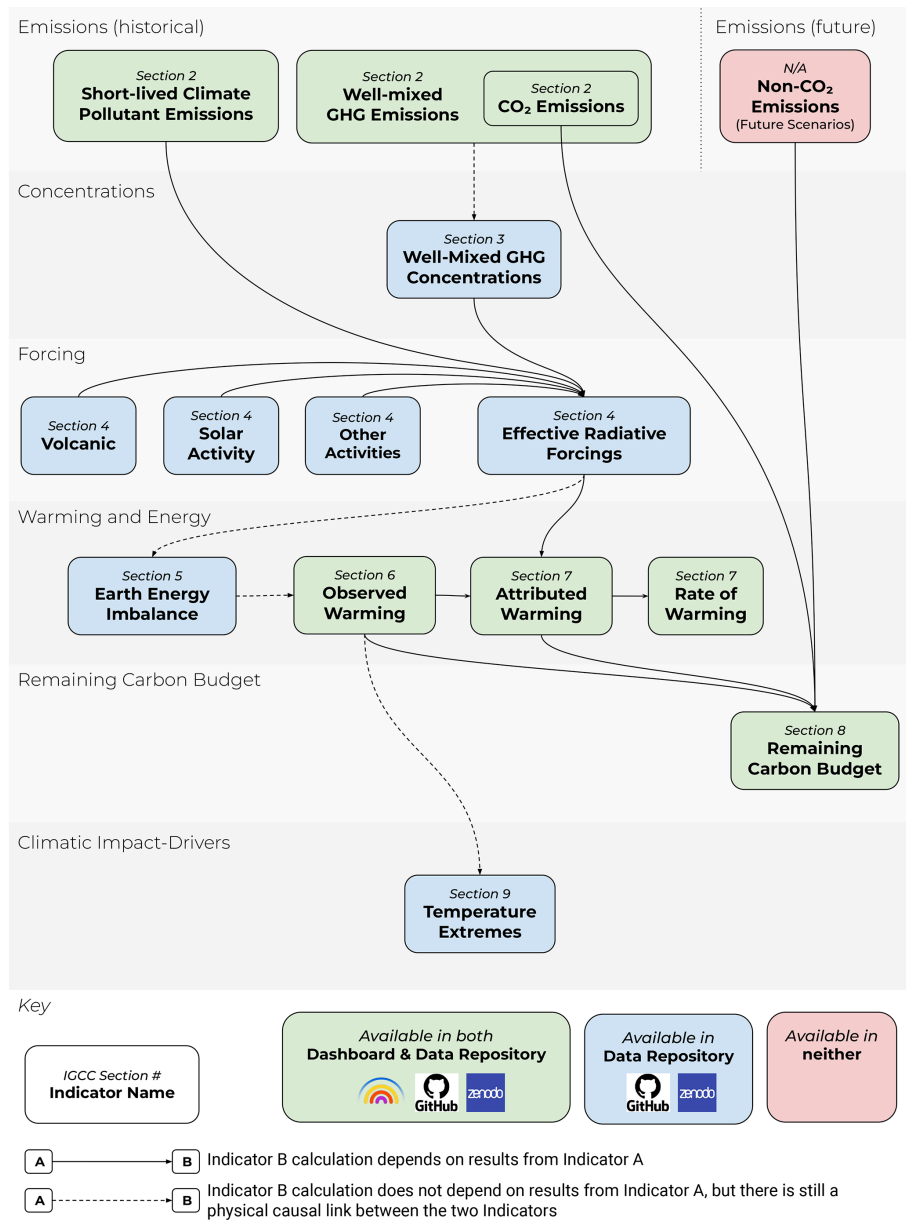 Emissions (historical)
Emissions (future)
Section 2
Short-lived Climate
Pollutant Emissions
Section 2
Well-mixed
GHG Emissions
Section 2
CO₂ Emissions
N/A
Non-CO₂
Emissions
(Future Scenarios)
Concentrations
Section 3
Well-Mixed GHG
Concentrations
Forcing
Section 4
Volcanic
Section 4
Solar
Activity
Section 4
Other
Activities
Section 4
Effective Radiative
Forcings
Warming and Energy
Section 5
Earth Energy
Imbalance
Section 6
Observed
Warming
Section 7
Attributed
Warming
Section 7
Rate of
Warming
Remaining Carbon Budget
Section 8
Remaining
Carbon Budget
Climatic Impact-Drivers
Section 9
Temperature
Extremes
Key
IGCC Section #
Indicator Name
Available in both
Dashboard & Data Repository
GitHub
zenodo
Available in
Data Repository
GitHub
zenodo
Available in
neither
A
B
Indicator B calculation depends on results from Indicator A
A
B
Indicator B calculation does not depend on results from Indicator A, but there is still a
physical causal link between the two Indicators